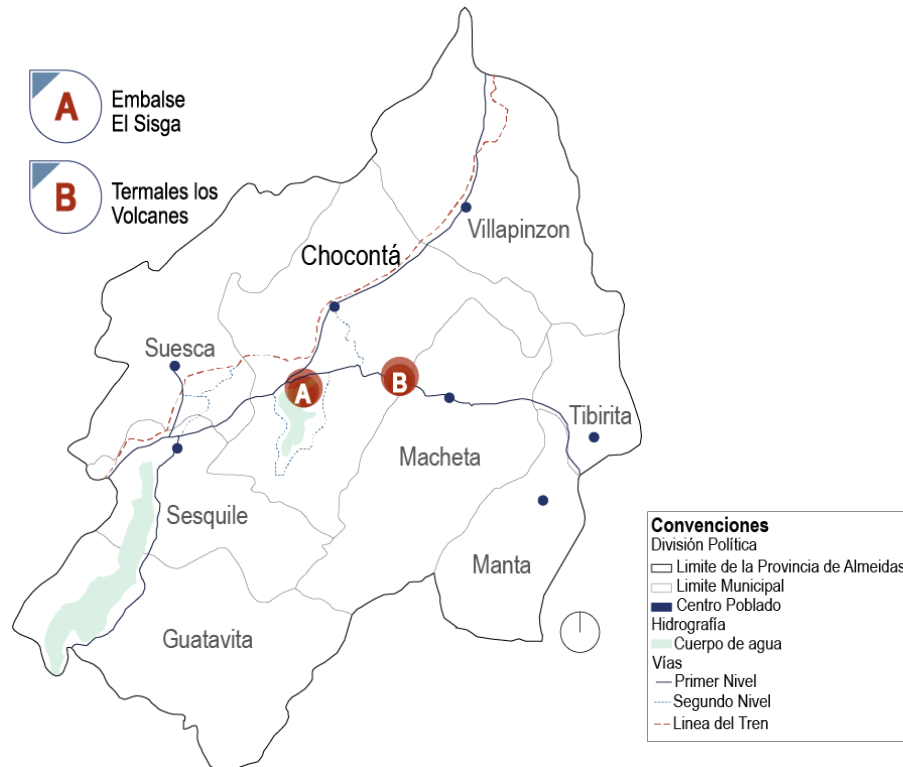 A
Embalse
El Sisga
B
Termales los
Volcanes
Villapinzon
Chocontá
Suesca
A
B
Tibirita
Macheta
Sesquile
Manta
Guatavita
Convenciones
División Política
Limite de la Provincia de Almeidas
Limite Municipal
Centro Poblado
Hidrografía
Cuerpo de agua
Vías
Primer Nivel
Segundo Nivel
Linea del Tren